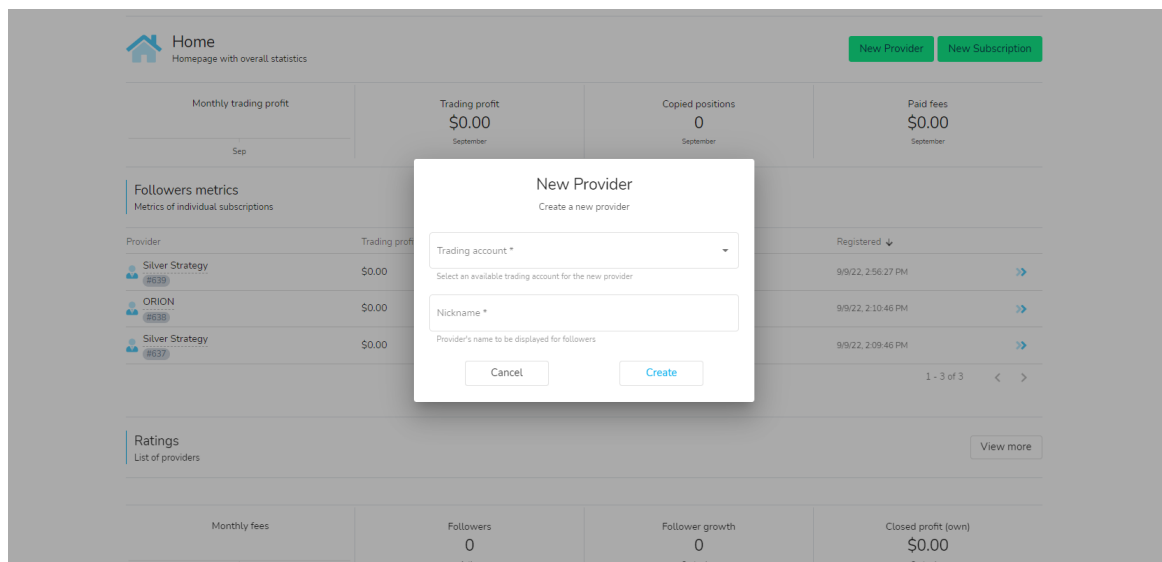 Home
Homepage with overall statistics
New Provider
New Subscription
Monthly trading profit
Sep
Trading profit
$0.00
September
Copied positions
0
September
Paid fees
$0.00
September
Followers metrics
Metrics of individual subscriptions
Provider
Trading
Registered
Silver Strategy
#639
$0.00
9/9/22, 2:56:27 PM
ORION
#638
$0.00
9/9/22, 2:10:46 PM
Silver Strategy
#637
$0.00
9/9/22, 2:09:46 PM
1 - 3 of 3
New Provider
Create a new provider
Trading account *
Select an available trading account for the new provider
Nickname *
Provider's name to be displayed for followers
Cancel
Create
Ratings
List of providers
View more
Monthly fees
Followers
0
Follower growth
0
Closed profit (own)
$0.00